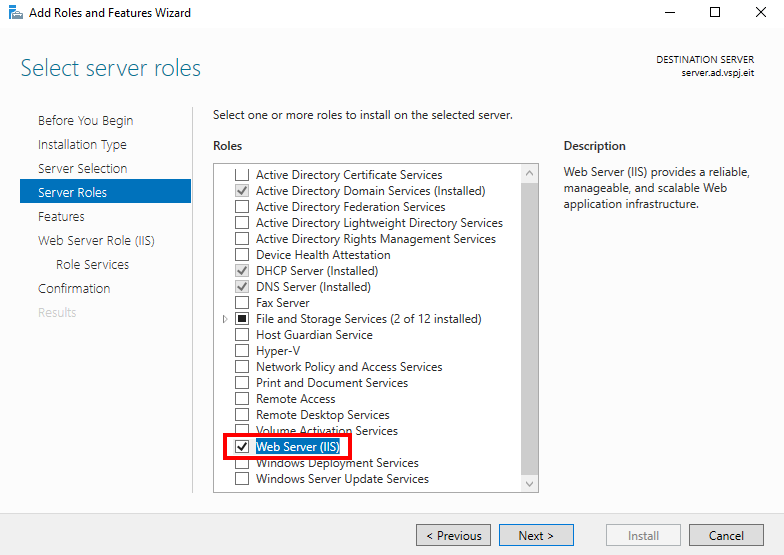 Add Roles and Features Wizard
Select server roles
DESTINATION SERVER
server.ad.vspj.eit
Before You Begin
Installation Type
Server Selection
Server Roles
Features
Web Server Role (IIS)
Role Services
Confirmation
Results
Select one or more roles to install on the selected server.
Roles
Active Directory Certificate Services
Active Directory Domain Services (Installed)
Active Directory Federation Services
Active Directory Lightweight Directory Services
Active Directory Rights Management Services
Device Health Attestation
DHCP Server (Installed)
DNS Server (Installed)
Fax Server
File and Storage Services (2 of 12 installed)
Host Guardian Service
Hyper-V
Network Policy and Access Services
Print and Document Services
Remote Access
Remote Desktop Services
Volume Activation Services
Web Server (IIS)
Windows Deployment Services
Windows Server Update Services
Description
Web Server (IIS) provides a reliable,
manageable, and scalable Web
application infrastructure.
< Previous
Next >
Install
Cancel